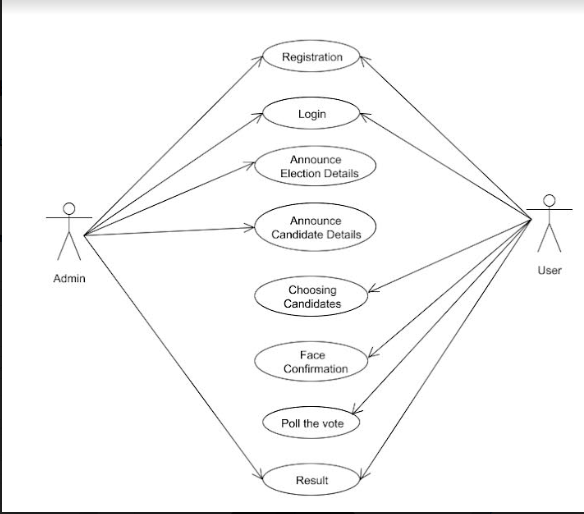 Registration
Login
Announce
Election Details
Announce
Candidate Details
Admin
User
Choosing
Candidates
Face
Confirmation
Poll the vote
Result